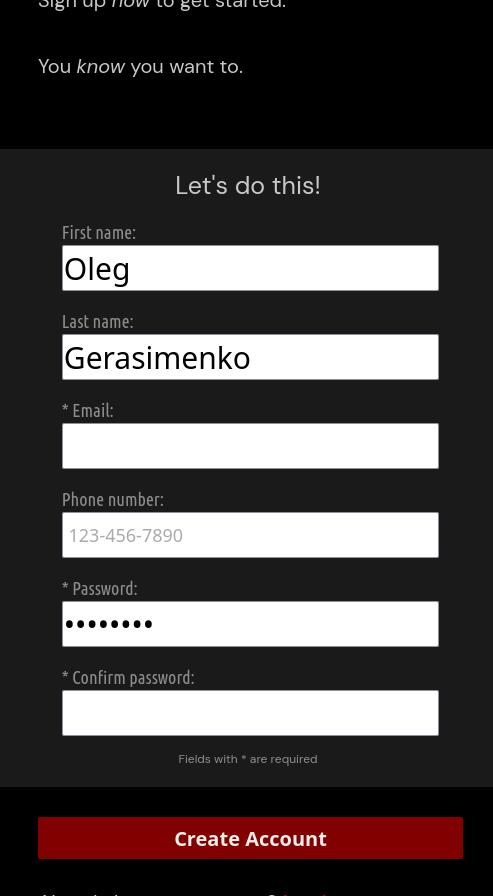 Sign up now to get started.
You know you want to.
Let's do this!
First name:
Oleg
Last name:
Gerasimenko
* Email:
Phone number:
123-456-7890
* Password:
••••••••
* Confirm password:
Fields with * are required
Create Account